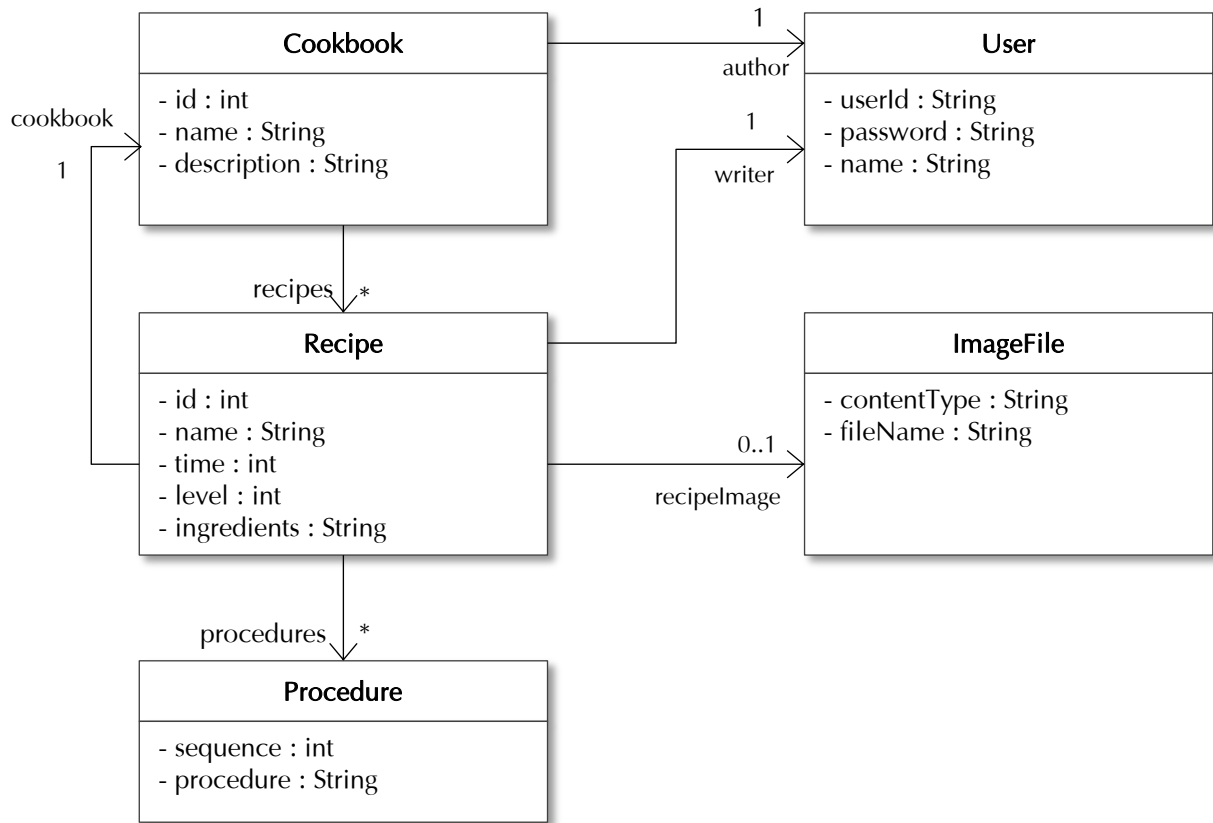 Cookbook
- id : int
- name : String
- description : String
1
author
User
- userId : String
- password : String
- name : String
cookbook
1
1
writer
recipes *
Recipe
- id : int
- name : String
- time : int
- level : int
- ingredients : String
0..1
recipeImage
ImageFile
- contentType : String
- fileName : String
procedures *
Procedure
- sequence : int
- procedure : String